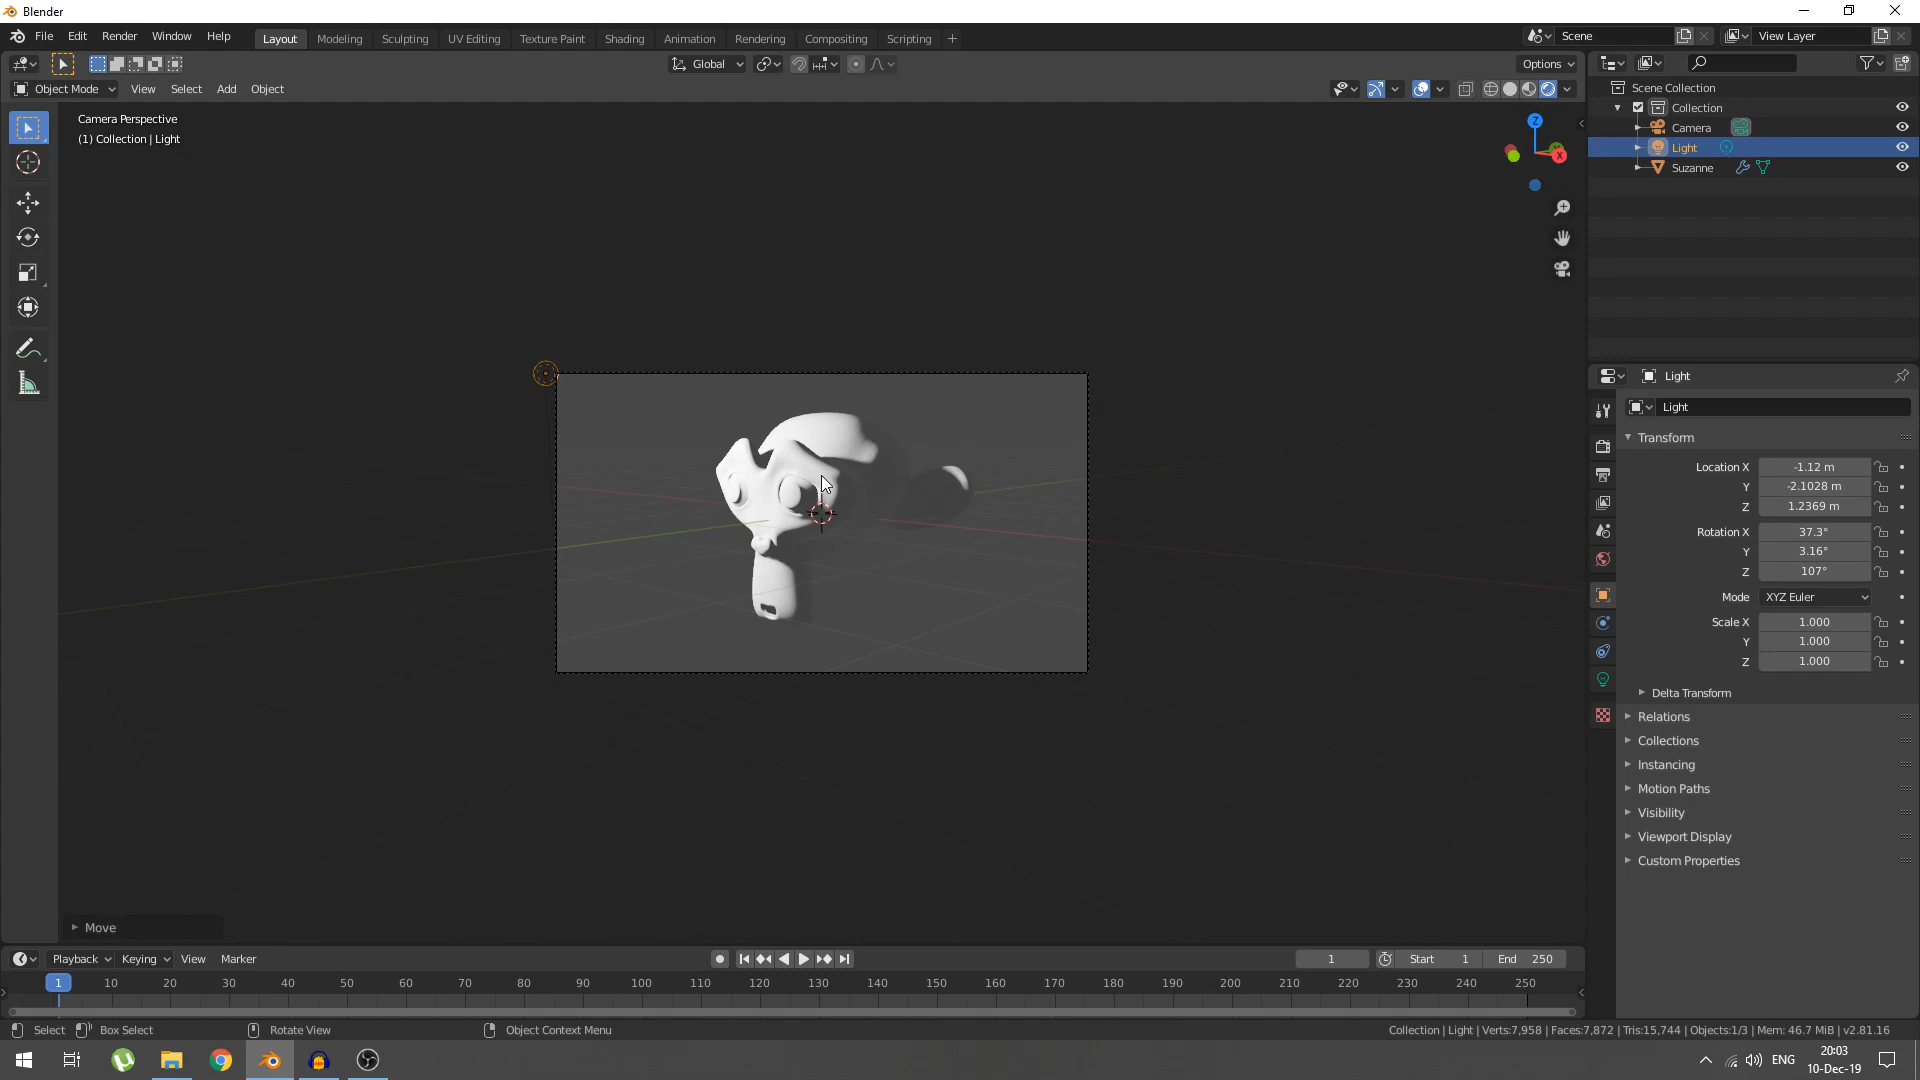 Blender
File Edit Render Window Help
Layout Modeling Sculpting UV Editing Texture Paint Shading Animation Rendering Compositing Scripting
Scene
View Layer
Global
Options
Object Mode View Select Add Object
Camera Perspective
(1) Collection | Light
Z
X
Scene Collection
Collection
Camera
Light
Suzanne
Light
Light
Transform
Location X -1.12 m
Y -2.1028 m
Z 1.2369 m
Rotation X 37.3°
Y 3.16°
Z 107°
Mode XYZ Euler
Scale X 1.000
Y 1.000
Z 1.000
Delta Transform
Relations
Collections
Instancing
Motion Paths
Visibility
Viewport Display
Custom Properties
Move
Playback Keying View Marker
1 Start 1 End 250
1 10 20 30 40 50 60 70 80 90 100 110 120 130 140 150 160 170 180 190 200 210 220 230 240 250
Select Box Select Rotate View Object Context Menu
Collection | Light | Verts:7,958 | Faces:7,872 | Tris:15,744 | Objects:1/3 | Mem: 46.7 MiB | v2.81.16
ENG
20:03
10-Dec-19